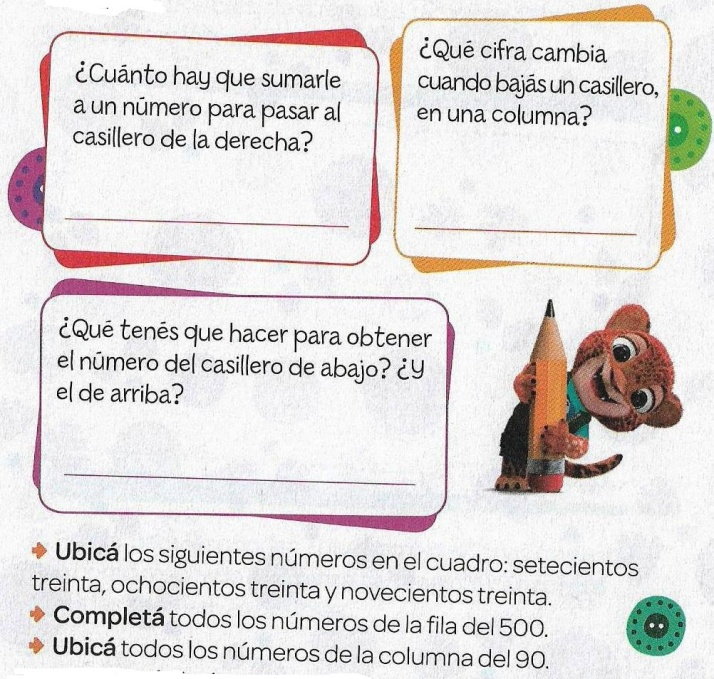 ¿Cuánto hay que sumarle
a un número para pasar al
casillero de la derecha?
¿Qué cifra cambia
cuando bajás un casillero,
en una columna?
¿Qué tenés que hacer para obtener
el número del casillero de abajo? ¿Y
el de arriba?
Ubicá los siguientes números en el cuadro: setecientos
treinta, ochocientos treinta y novecientos treinta.
Completá todos los números de la fila del 500.
Ubicá todos los números de la columna del 90.